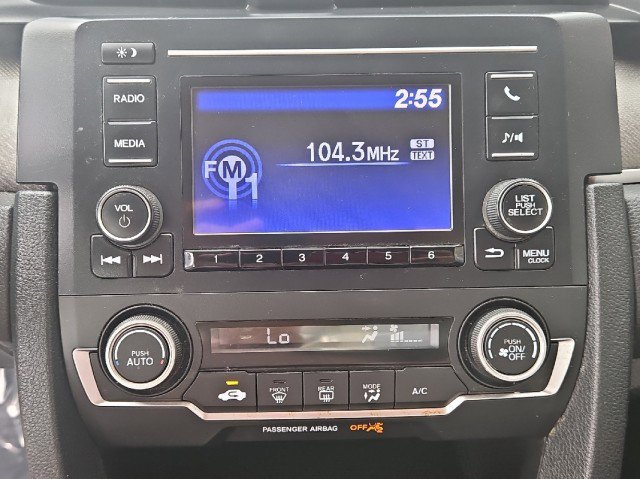 RADIO
MEDIA
VOL
2:55
FM1
104.3MHz
ST
TEXT
LIST
PUSH
SELECT
MENU
CLOCK
1 2 3 4 5 6
PUSH
AUTO
Lo
PUSH
ON/
OFF
FRONT
REAR
MODE
A/C
PASSENGER AIRBAG OFF